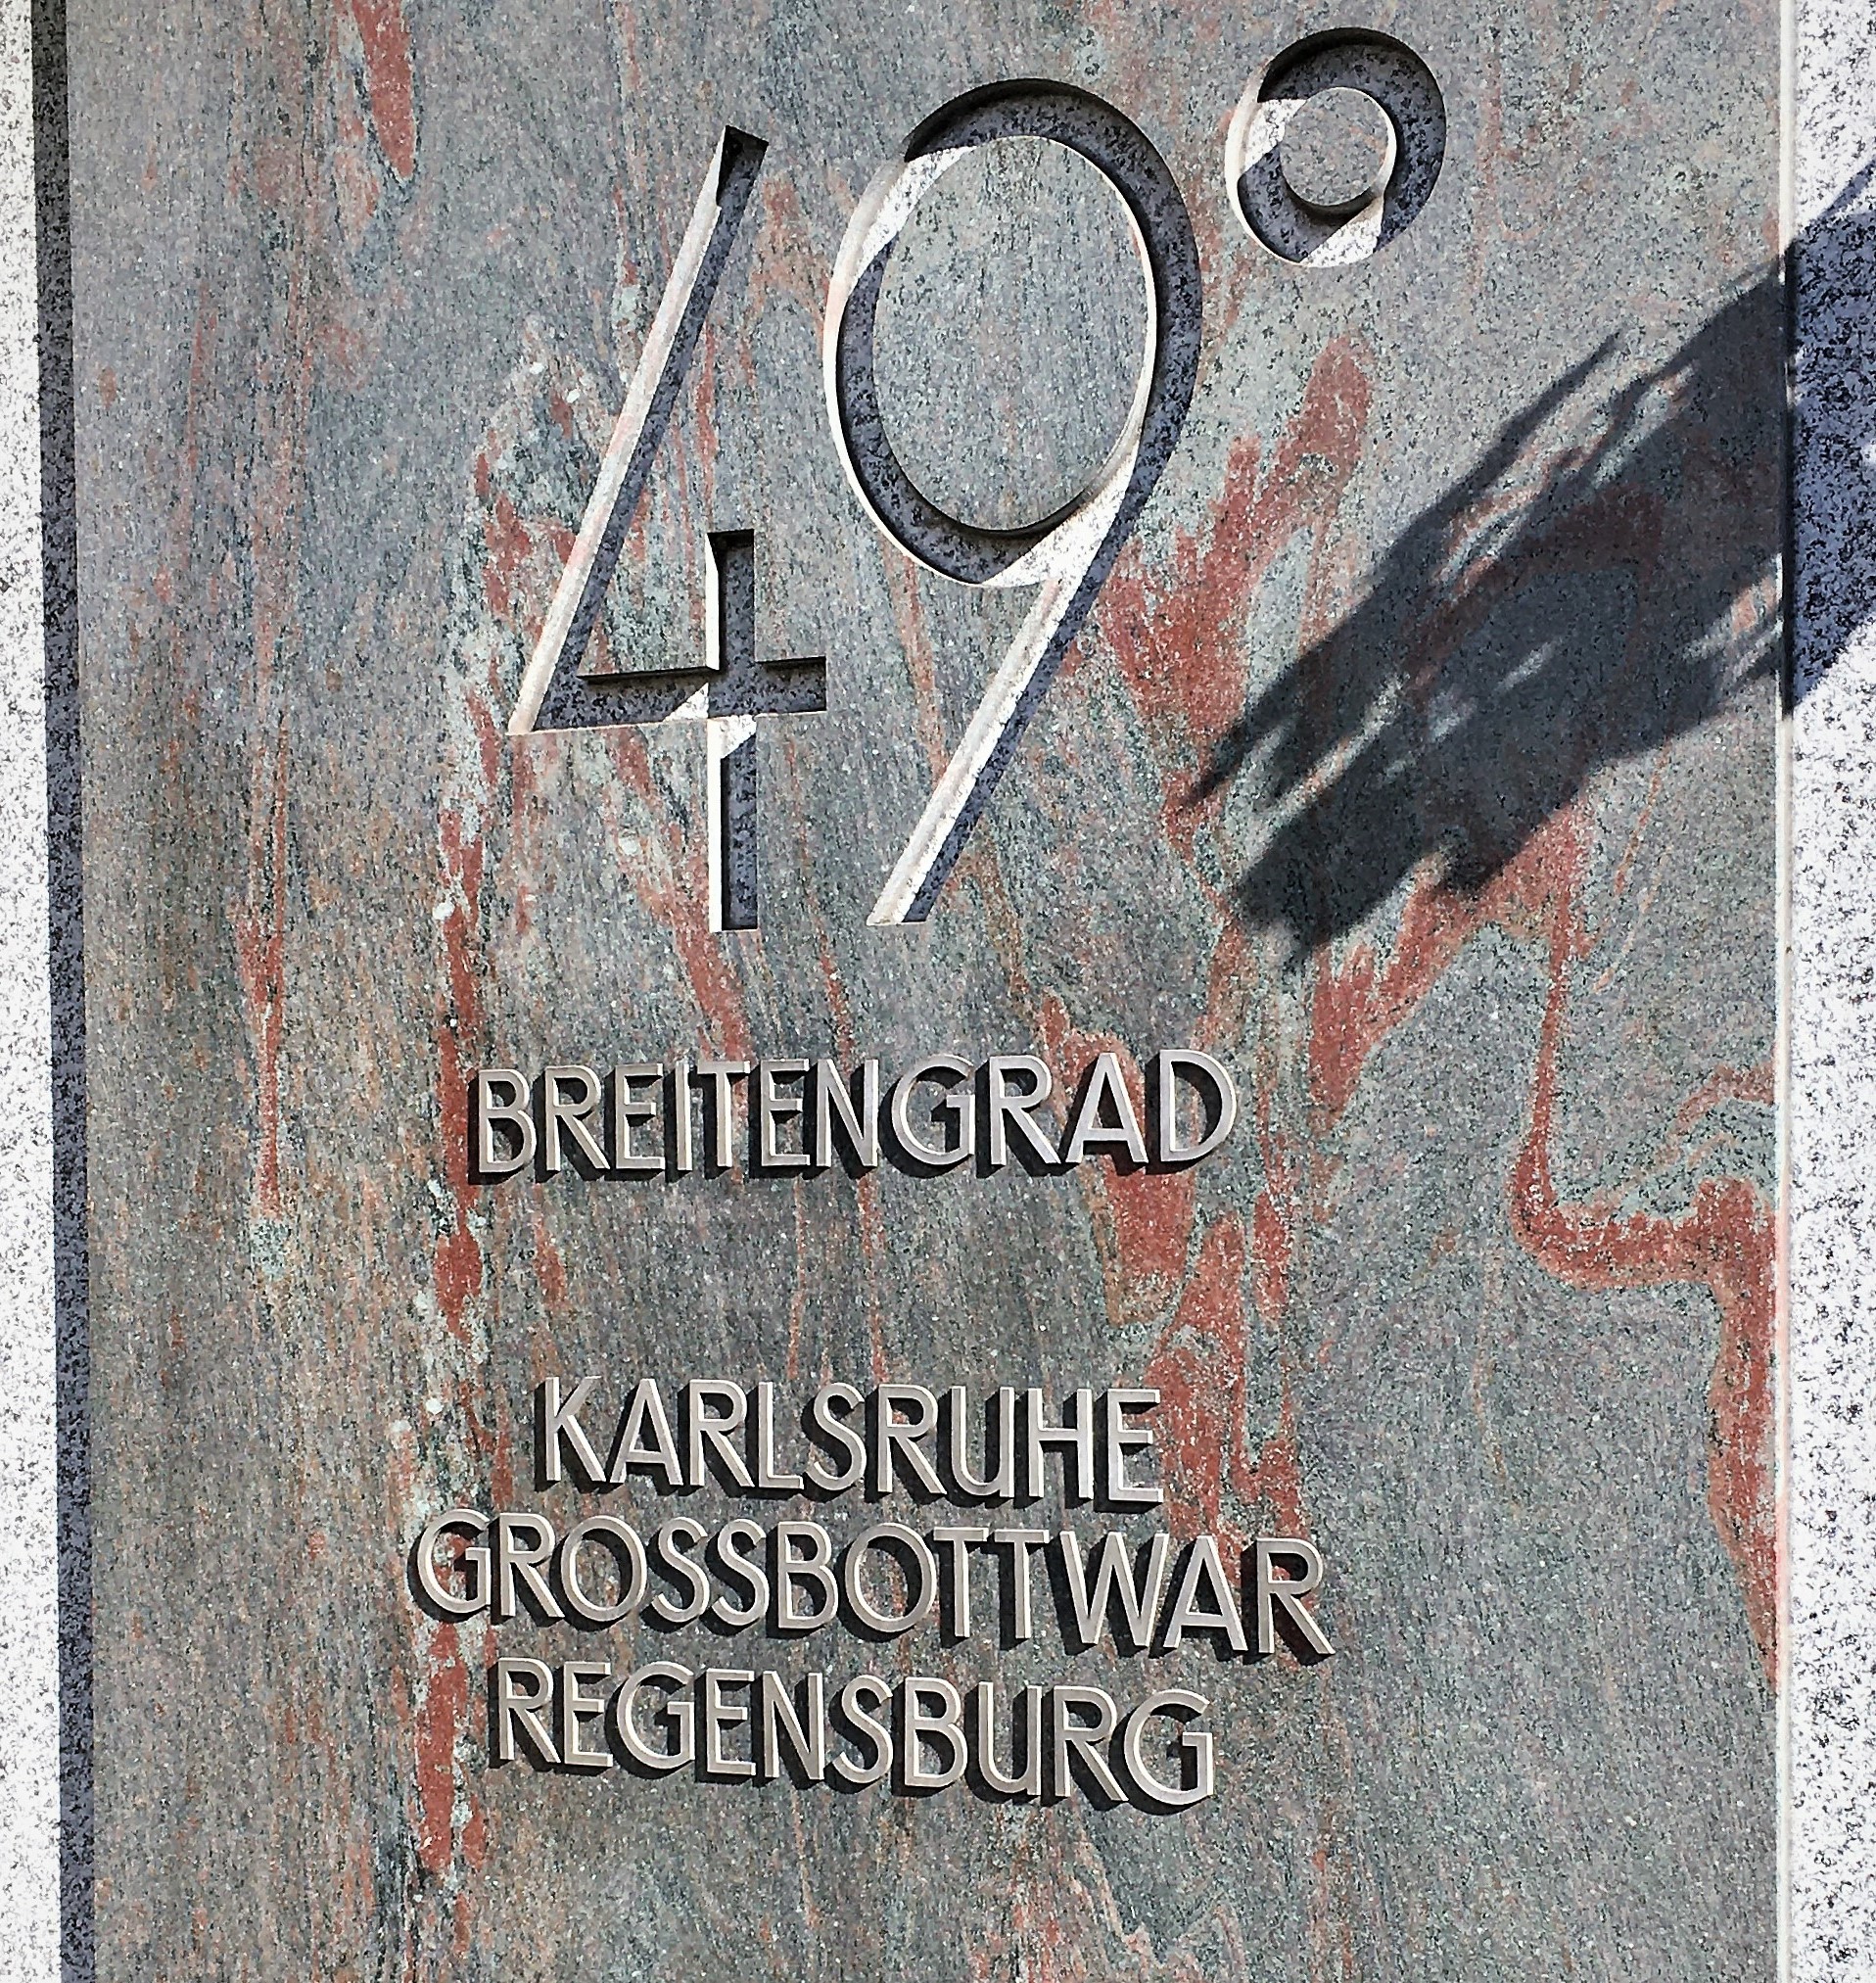 49°
BREITENGRAD
KARLSRUHE
GROSSBOTTWAR
REGENSBURG